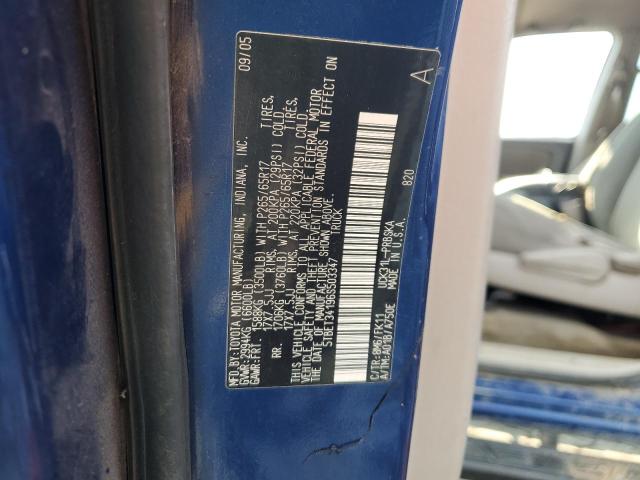 MFD. BY: TOYOTA MOTOR MANUFACTURING, INDIANA, INC. 09/05
GVWR: 2994KG (6600LB)
GAWR: FRT. 1588KG (3500LB) WITH P265/65R17 TIRES,
17X7.5JJ RIMS, AT 200KPA (29PSI) COLD.
RR. 1706KG (3760LB) WITH P265/65R17 TIRES,
17X7.5JJ RIMS, AT 220KPA (32PSI) COLD.
THIS VEHICLE CONFORMS TO ALL APPLICABLE FEDERAL MOTOR
VEHICLE SAFETY AND THEFT PREVENTION STANDARDS IN EFFECT ON
THE DATE OF MANUFACTURE SHOWN ABOVE.
5TBET34196S503347 TRUCK
C/TR: 8M6/FK11 UCK31L-PRBSKA 820 A
A/TM: A01B/A750E MADE IN U.S.A.